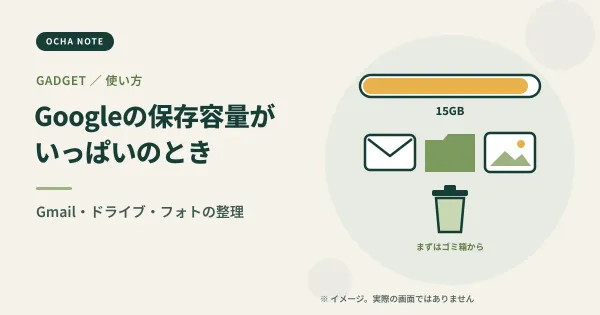 OCHA NOTE
GADGET ／ 使い方
Googleの保存容量が
いっぱいのとき
Gmail・ドライブ・フォトの整理
15GB
まずはゴミ箱から
※ イメージ。実際の画面ではありません